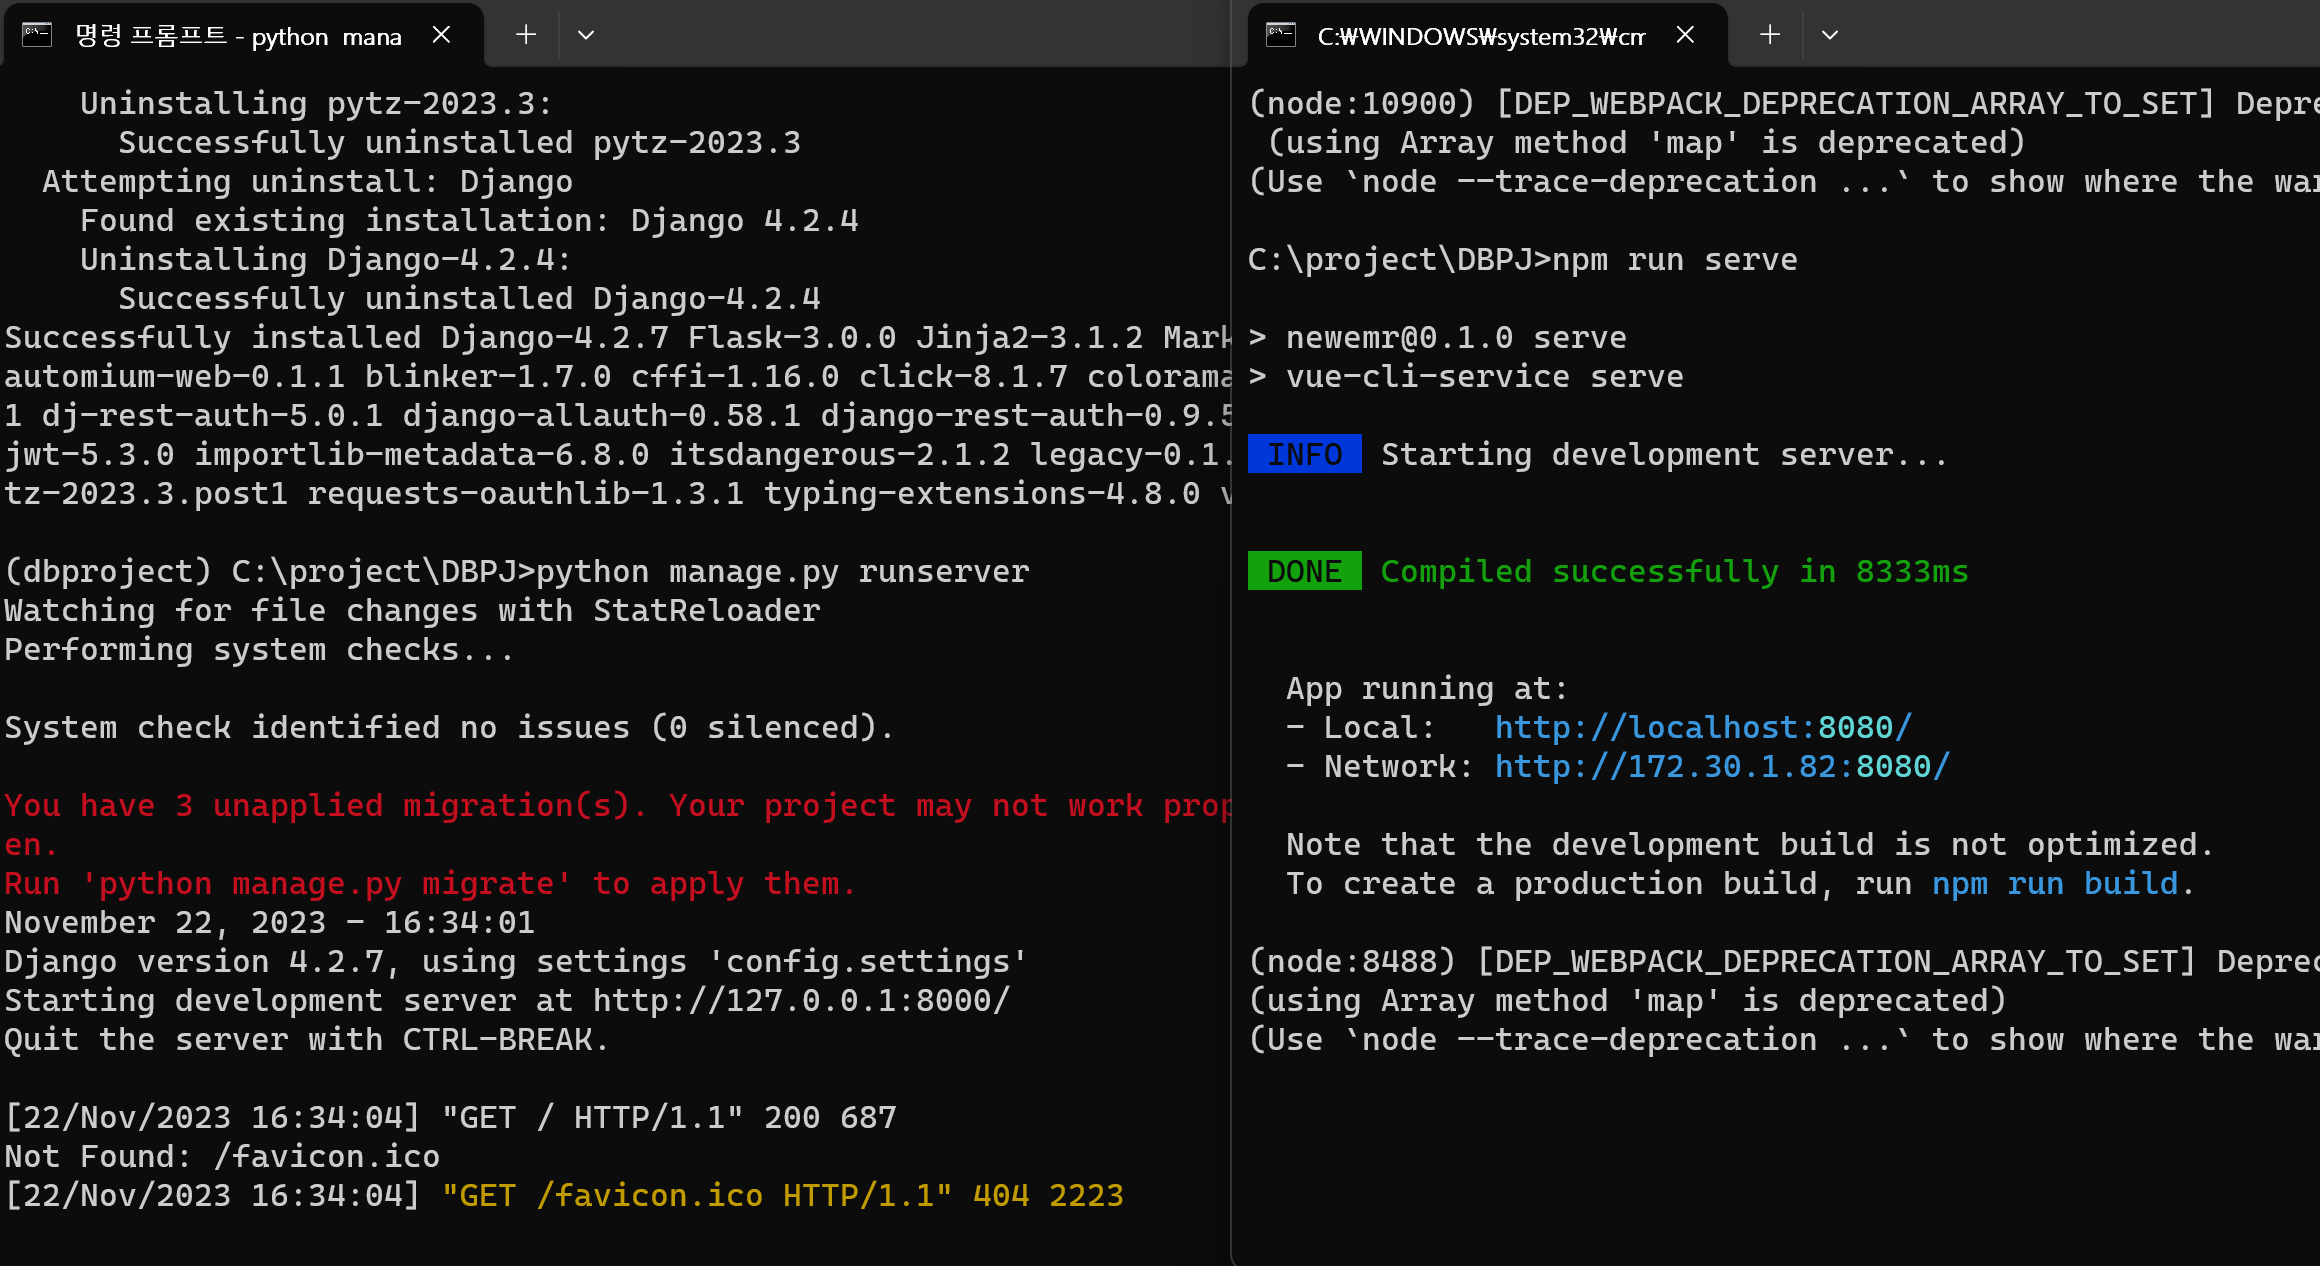 명령 프롬프트 - python  mana
Uninstalling pytz-2023.3:
Successfully uninstalled pytz-2023.3
Attempting uninstall: Django
Found existing installation: Django 4.2.4
Uninstalling Django-4.2.4:
Successfully uninstalled Django-4.2.4
Successfully installed Django-4.2.7 Flask-3.0.0 Jinja2-3.1.2 Mark
automium-web-0.1.1 blinker-1.7.0 cffi-1.16.0 click-8.1.7 colorama
1 dj-rest-auth-5.0.1 django-allauth-0.58.1 django-rest-auth-0.9.5
jwt-5.3.0 importlib-metadata-6.8.0 itsdangerous-2.1.2 legacy-0.1.
tz-2023.3.post1 requests-oauthlib-1.3.1 typing-extensions-4.8.0 v
(dbproject) C:\project\DBPJ>python manage.py runserver
Watching for file changes with StatReloader
Performing system checks...
System check identified no issues (0 silenced).
You have 3 unapplied migration(s). Your project may not work prop
en.
Run 'python manage.py migrate' to apply them.
November 22, 2023 - 16:34:01
Django version 4.2.7, using settings 'config.settings'
Starting development server at http://127.0.0.1:8000/
Quit the server with CTRL-BREAK.
[22/Nov/2023 16:34:04] "GET / HTTP/1.1" 200 687
Not Found: /favicon.ico
[22/Nov/2023 16:34:04] "GET /favicon.ico HTTP/1.1" 404 2223
C:₩WINDOWS₩system32₩cm
(node:10900) [DEP_WEBPACK_DEPRECATION_ARRAY_TO_SET] Depre
(using Array method 'map' is deprecated)
(Use `node --trace-deprecation ...` to show where the war
C:\project\DBPJ>npm run serve
> newemr@0.1.0 serve
> vue-cli-service serve
INFO Starting development server...
DONE Compiled successfully in 8333ms
App running at:
- Local:   http://localhost:8080/
- Network: http://172.30.1.82:8080/
Note that the development build is not optimized.
To create a production build, run npm run build.
(node:8488) [DEP_WEBPACK_DEPRECATION_ARRAY_TO_SET] Deprec
(using Array method 'map' is deprecated)
(Use `node --trace-deprecation ...` to show where the war